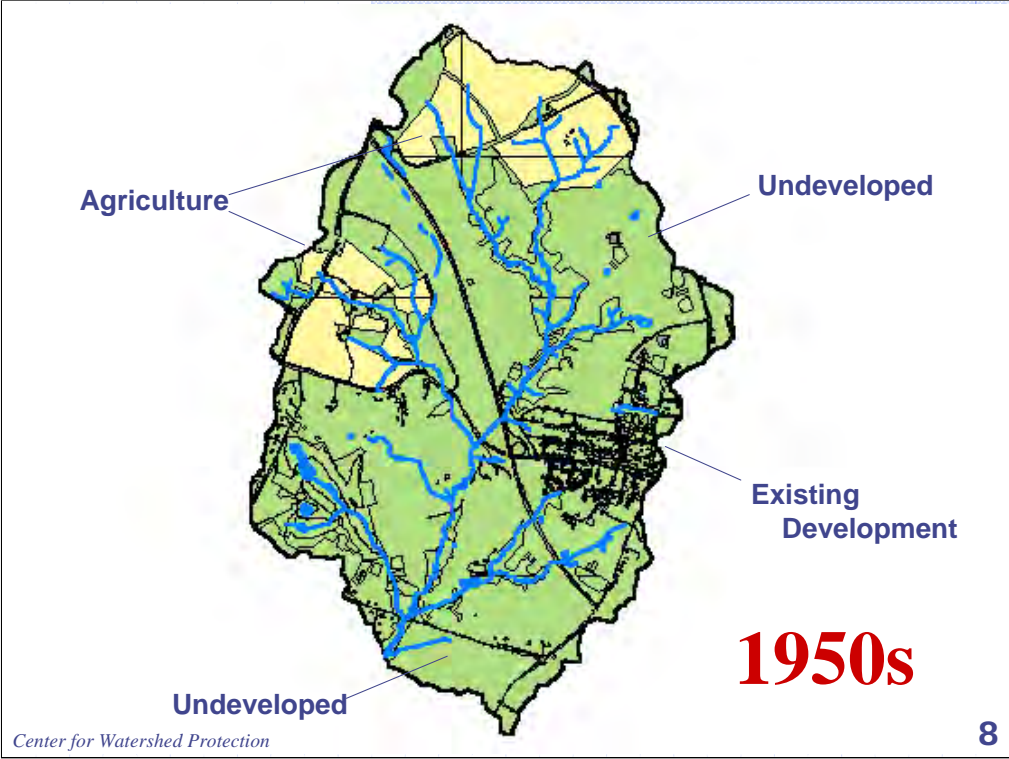 Agriculture
Undeveloped
Existing
Development
1950s
Undeveloped
Center for Watershed Protection
8